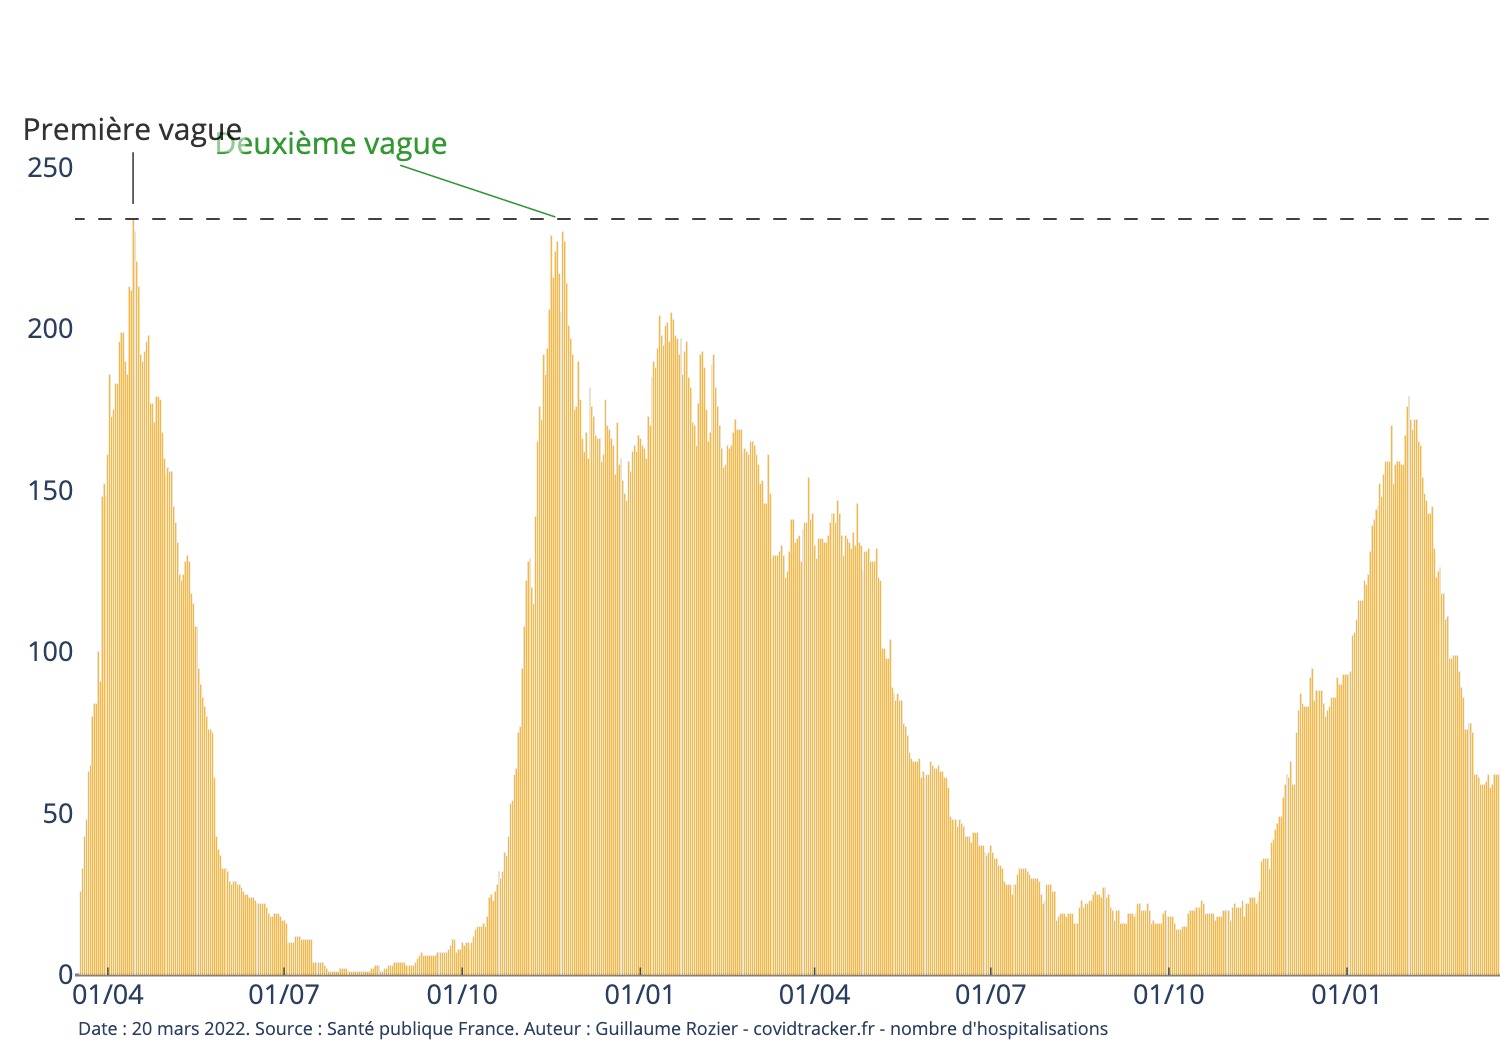 Première vague
Deuxième vague
250
200
150
100
50
0
01/04 01/07 01/10 01/01 01/04 01/07 01/10 01/01
Date : 20 mars 2022. Source : Santé publique France. Auteur : Guillaume Rozier - covidtracker.fr - nombre d'hospitalisations